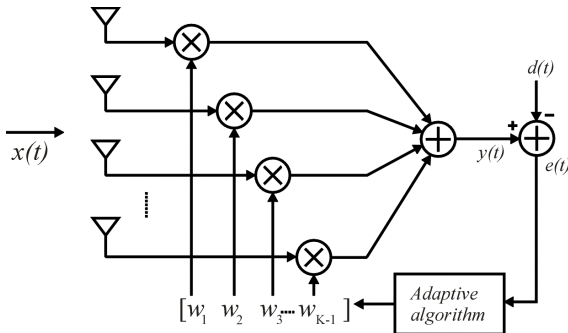 d(t)
x(t)
+
-
y(t)
e(t)
[w1 w2 w3.... wK-1 ]
Adaptive
algorithm